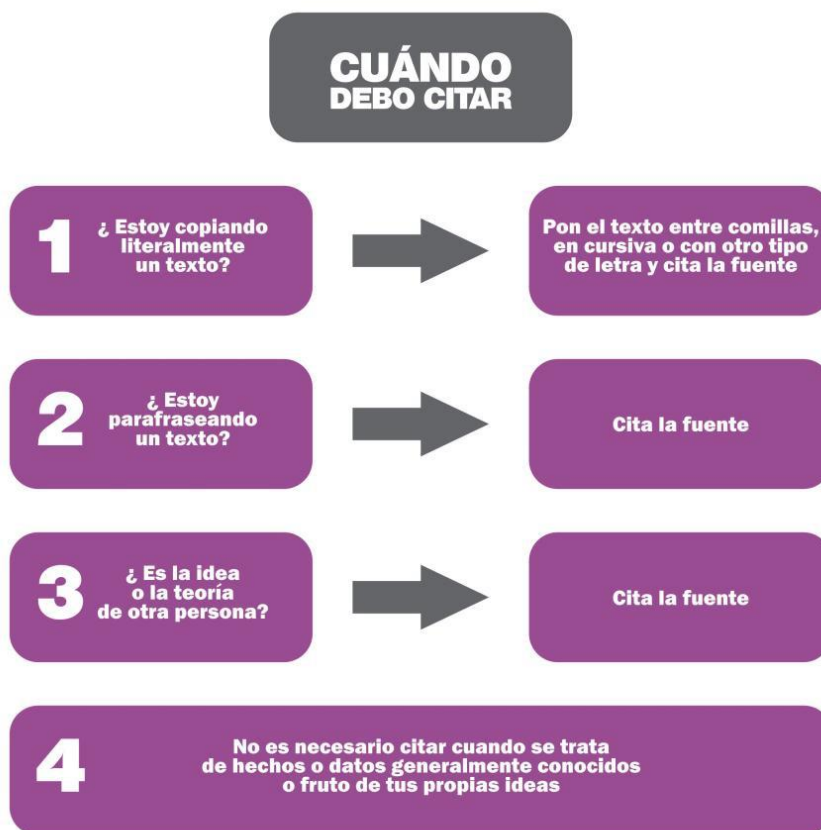 CUÁNDO
DEBO CITAR
1
¿ Estoy copiando
literalmente
un texto?
Pon el texto entre comillas,
en cursiva o con otro tipo
de letra y cita la fuente
2
¿ Estoy
parafraseando
un texto?
Cita la fuente
3
¿ Es la idea
o la teoría
de otra persona?
Cita la fuente
4
No es necesario citar cuando se trata
de hechos o datos generalmente conocidos
o fruto de tus propias ideas